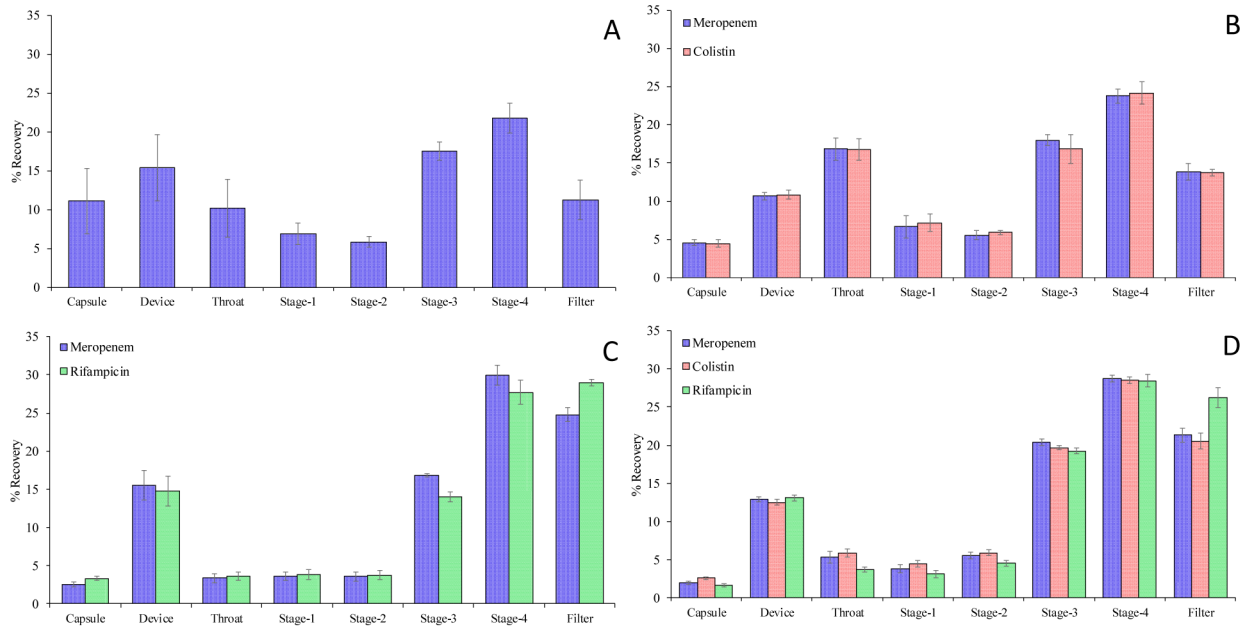 A
% Recovery
35
30
25
20
15
10
5
0
Capsule Device Throat Stage-1 Stage-2 Stage-3 Stage-4 Filter
B
Meropenem
Colistin
% Recovery
35
30
25
20
15
10
5
0
Capsule Device Throat Stage-1 Stage-2 Stage-3 Stage-4 Filter
C
Meropenem
Rifampicin
% Recovery
35
30
25
20
15
10
5
0
Capsule Device Throat Stage-1 Stage-2 Stage-3 Stage-4 Filter
D
Meropenem
Colistin
Rifampicin
% Recovery
35
30
25
20
15
10
5
0
Capsule Device Throat Stage-1 Stage-2 Stage-3 Stage-4 Filter